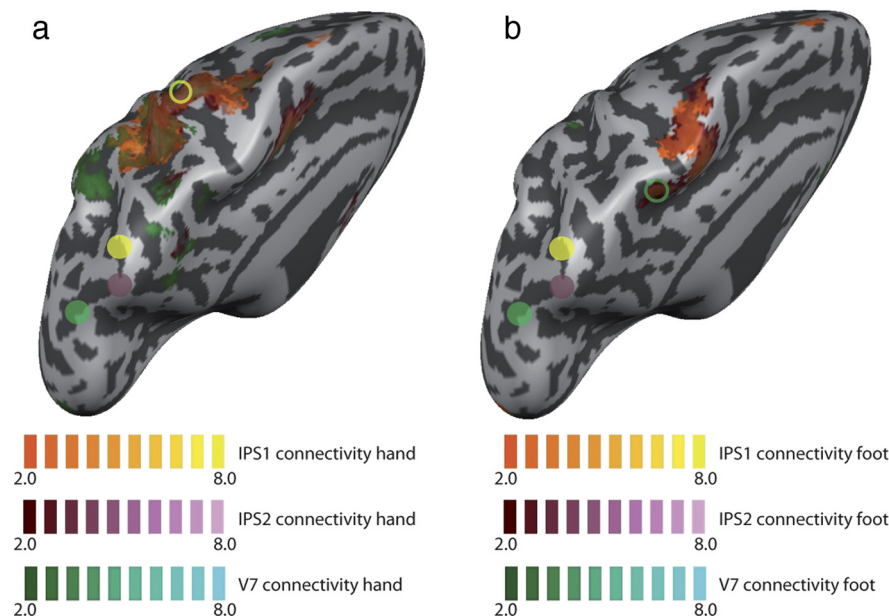 a
b
IPS1 connectivity hand
2.0 8.0
IPS2 connectivity hand
2.0 8.0
V7 connectivity hand
2.0 8.0
IPS1 connectivity foot
2.0 8.0
IPS2 connectivity foot
2.0 8.0
V7 connectivity foot
2.0 8.0